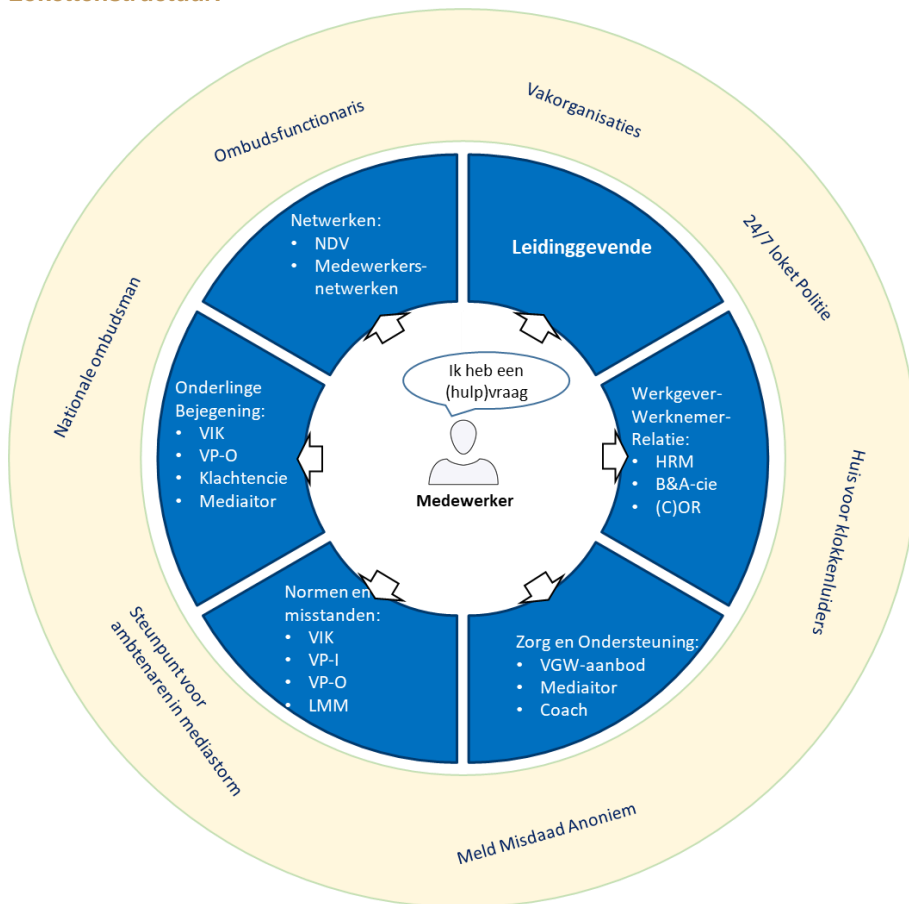 Vakorganisaties
Ombudsfunctionaris
24/7 loket Politie
Nationale ombudsman
Huis voor klokkenluiders
Steunpunt voor
ambtenaren in mediastorm
Meld Misdaad Anoniem
Netwerken:
• NDV
• Medewerkers-
netwerken
Leidinggevende
Onderlinge
Bejegening:
• VIK
• VP-O
• Klachtencie
• Mediaitor
Ik heb een
(hulp)vraag
Medewerker
Werkgever-
Werknemer-
Relatie:
• HRM
• B&A-cie
• (C)OR
Normen en
misstanden:
• VIK
• VP-I
• VP-O
• LMM
Zorg en Ondersteuning:
• VGW-aanbod
• Mediaitor
• Coach